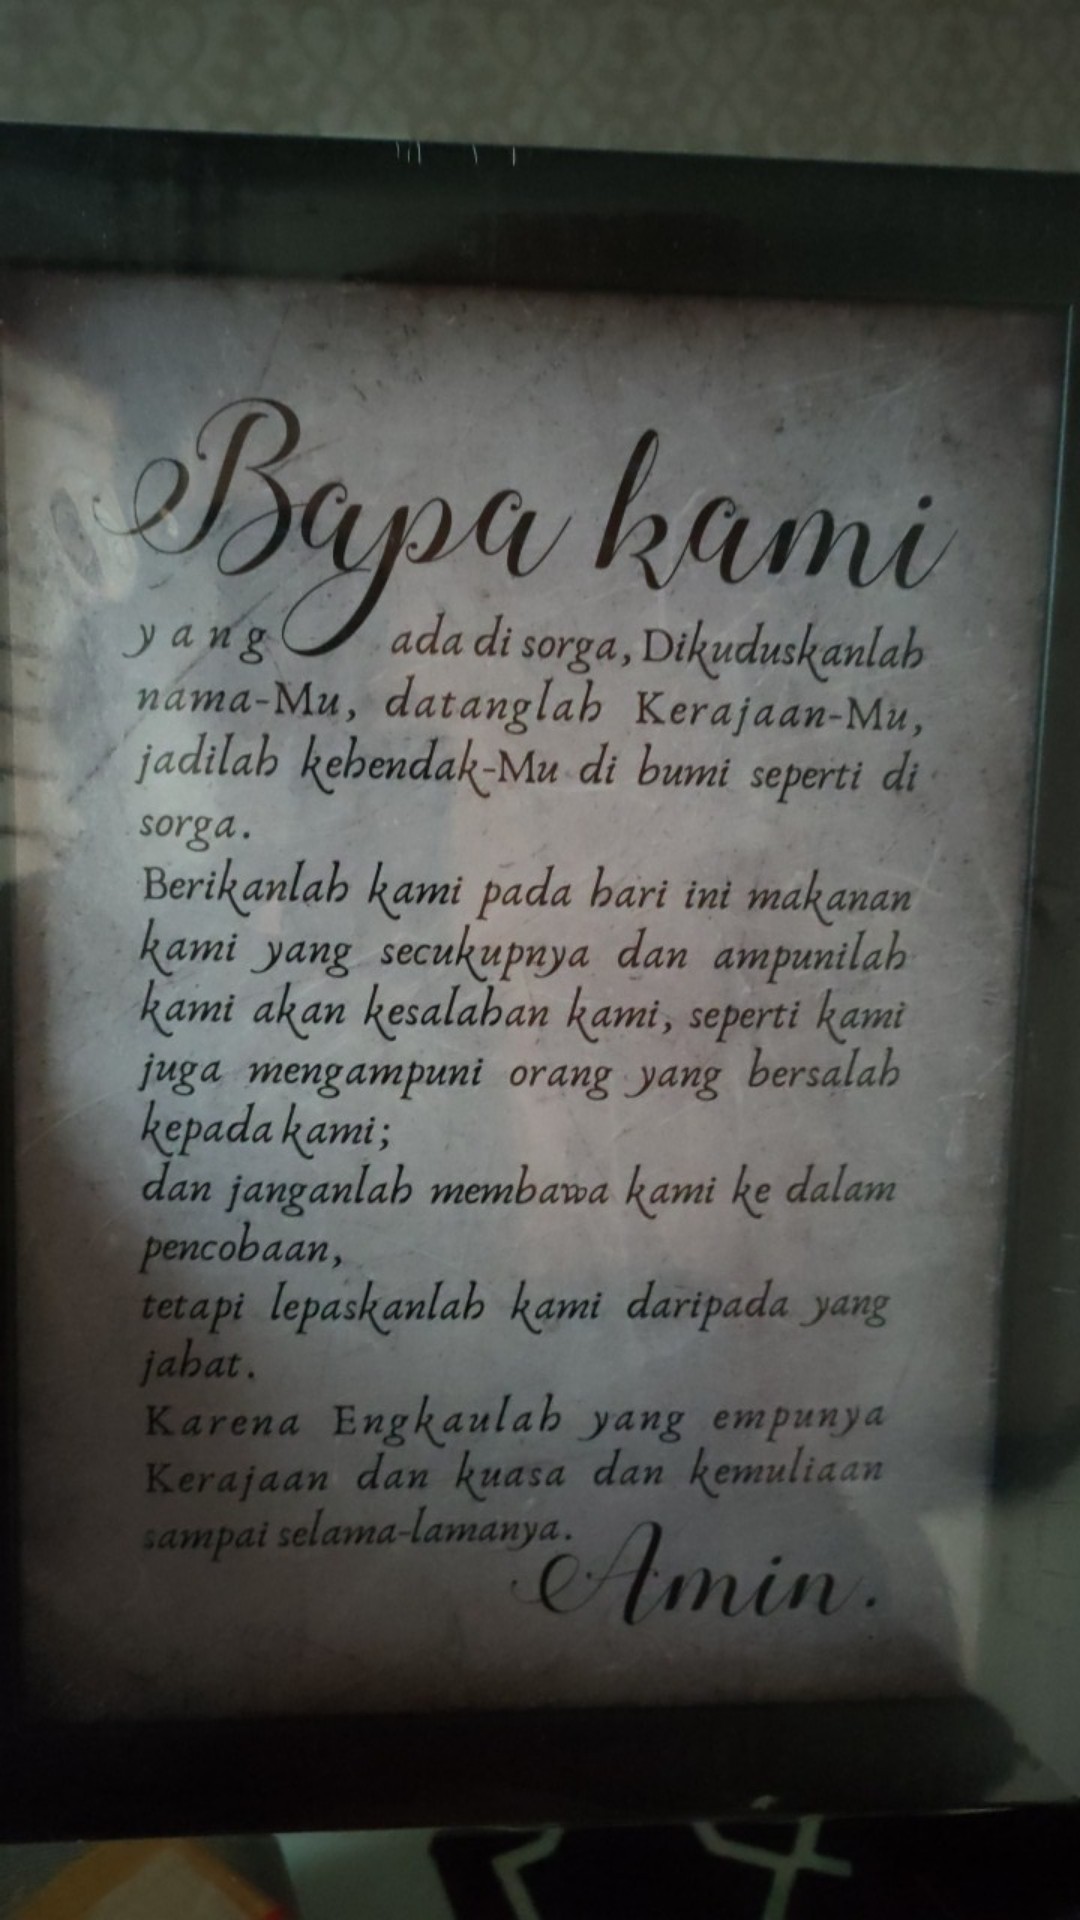 Bapa kami
yang ada di sorga, Dikuduskanlah
nama-Mu, datanglah Kerajaan-Mu,
jadilah kehendak-Mu di bumi seperti di
sorga.
Berikanlah kami pada hari ini makanan
kami yang secukupnya dan ampunilah
kami akan kesalahan kami, seperti kami
juga mengampuni orang yang bersalah
kepada kami;
dan janganlah membawa kami ke dalam
pencobaan,
tetapi lepaskanlah kami daripada yang
jahat.
Karena Engkaulah yang empunya
Kerajaan dan kuasa dan kemuliaan
sampai selama-lamanya.
Amin.